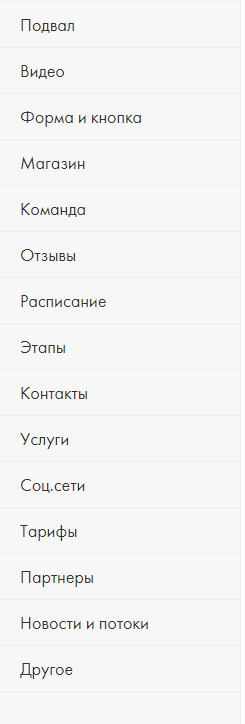 Подвал
Видео
Форма и кнопка
Магазин
Команда
Отзывы
Расписание
Этапы
Контакты
Услуги
Соц.сети
Тарифы
Партнеры
Новости и потоки
Другое